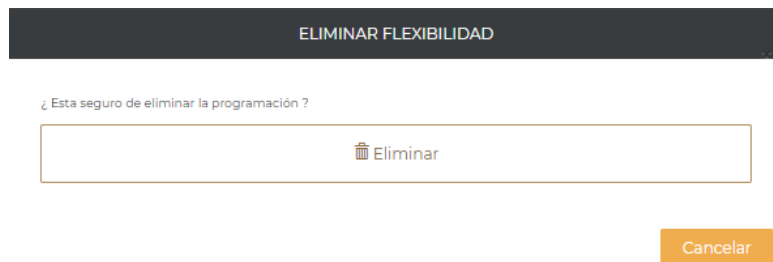 ELIMINAR FLEXIBILIDAD
¿ Esta seguro de eliminar la programación ?
Eliminar
Cancelar